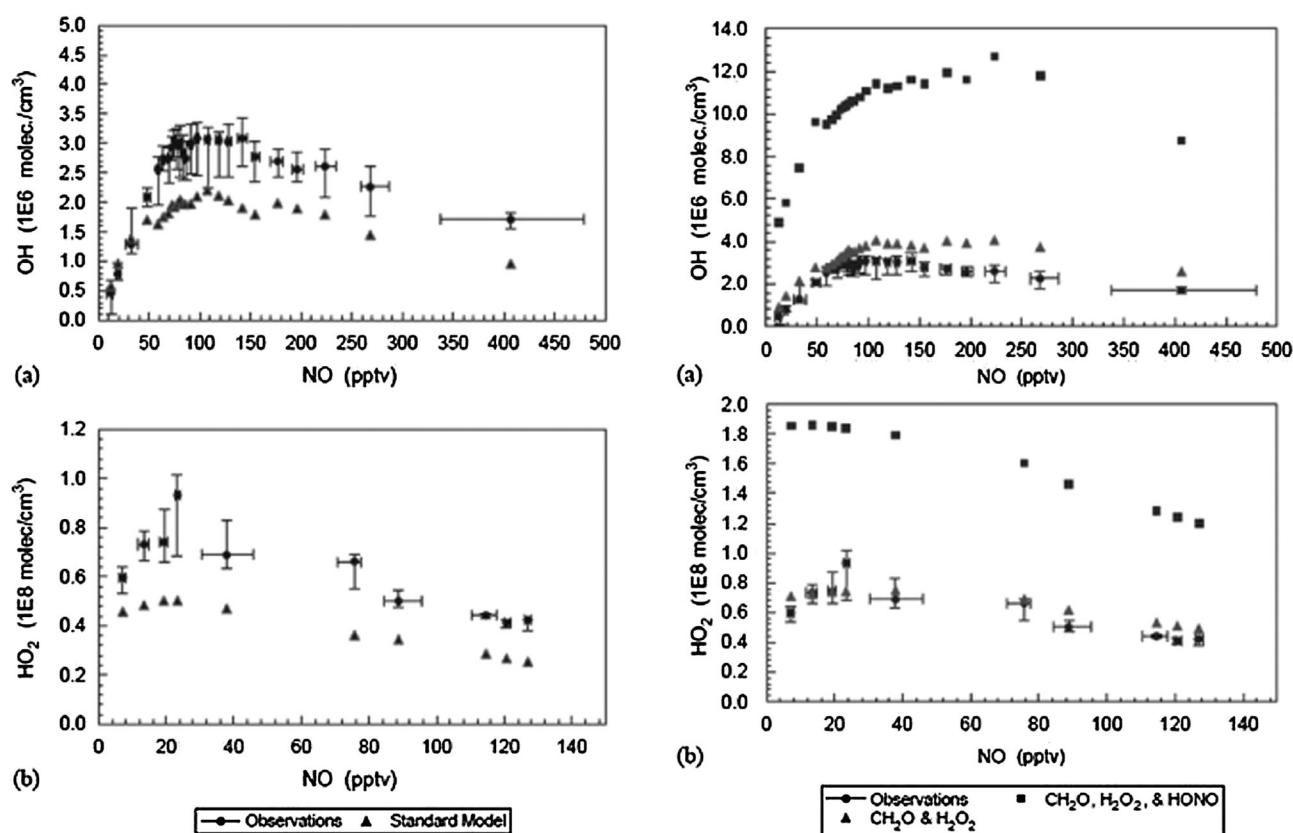 OH (1E6 molec./cm³)
5.0
4.5
4.0
3.5
3.0
2.5
2.0
1.5
1.0
0.5
0.0
0 50 100 150 200 250 300 350 400 450 500
(a)
NO (pptv)
HO₂ (1E8 molec/cm³)
1.2
1.0
0.8
0.6
0.4
0.2
0.0
0 20 40 60 80 100 120 140
(b)
NO (pptv)
Observations Standard Model
OH (1E6 molec./cm³)
14.0
12.0
10.0
8.0
6.0
4.0
2.0
0.0
0 50 100 150 200 250 300 350 400 450 500
(a)
NO (pptv)
HO₂ (1E8 molec/cm³)
2.0
1.8
1.6
1.4
1.2
1.0
0.8
0.6
0.4
0.2
0.0
0 20 40 60 80 100 120 140
(b)
NO (pptv)
Observations CH₂O, H₂O₂, & HONO
CH₂O & H₂O₂